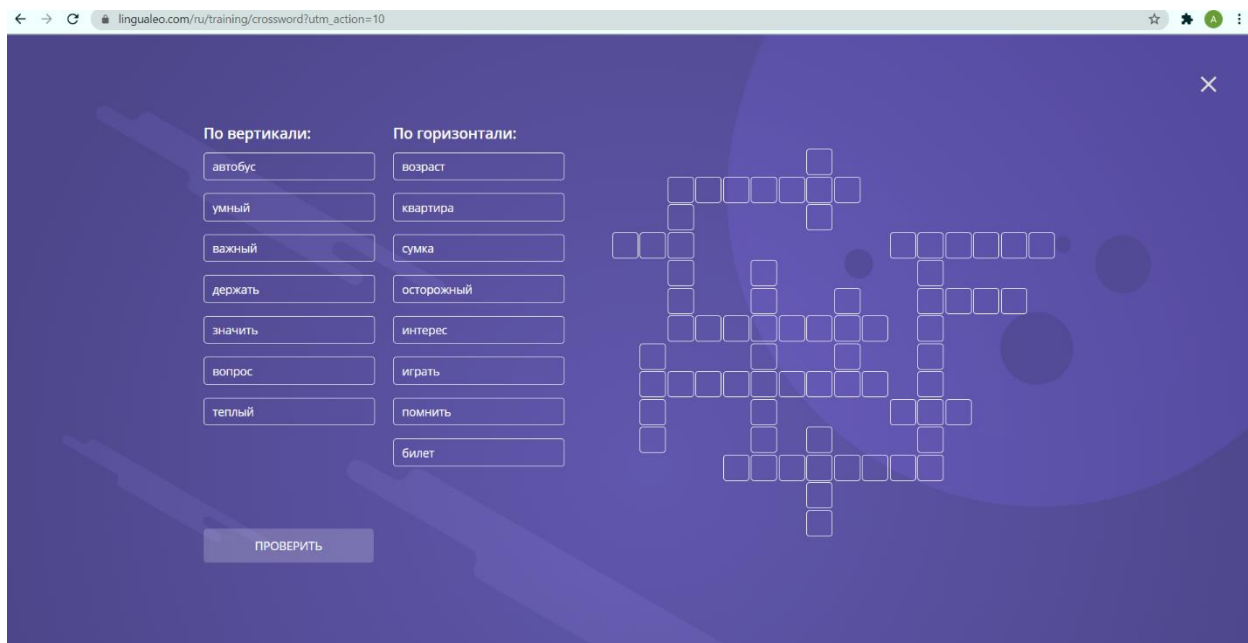 lingualeo.com/ru/training/crossword?utm_action=10
A
По вертикали:
автобус
умный
важный
держать
значить
вопрос
теплый
По горизонтали:
возраст
квартира
сумка
осторожный
интерес
играть
помнить
билет
ПРОВЕРИТЬ